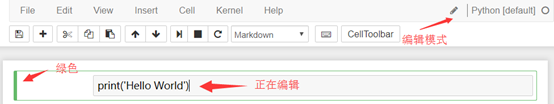 File Edit View Insert Cell Kernel Help Python [default]
Markdown CellToolbar
编辑模式
绿色
print('Hello World') 正在编辑